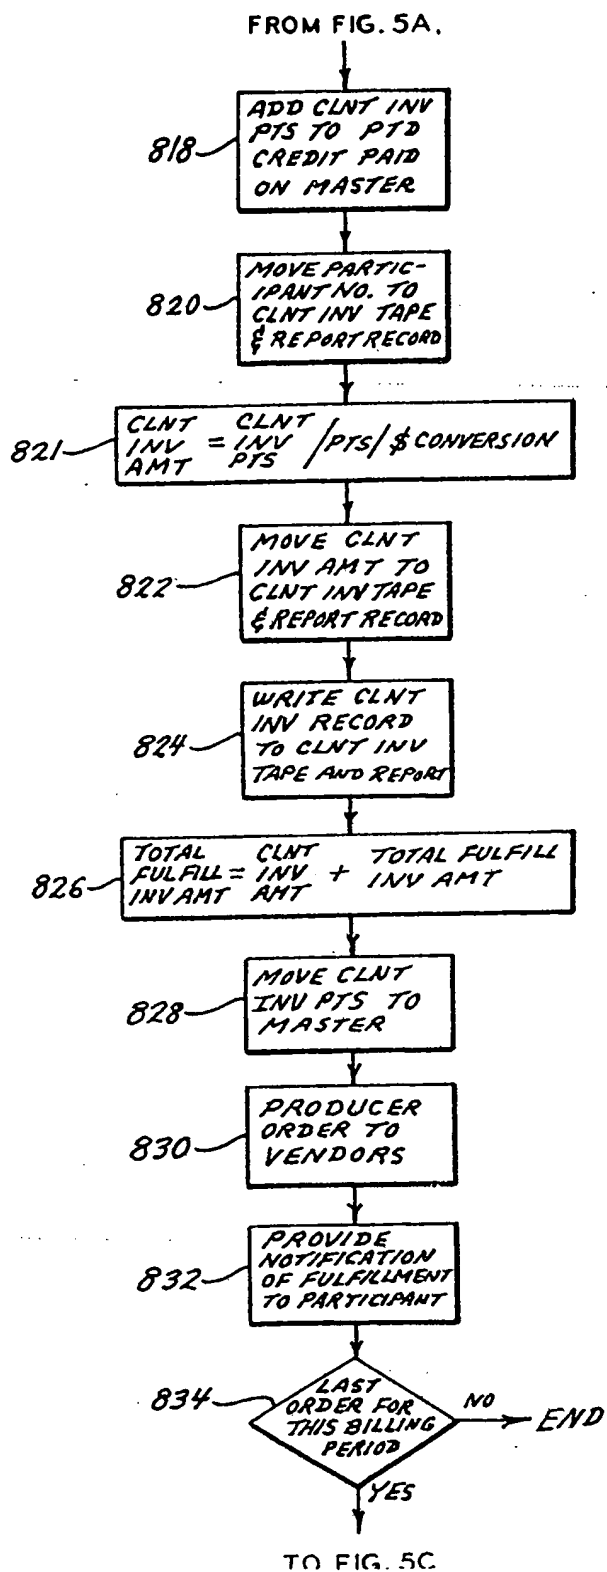 FROM FIG. 5A.
818
ADD CLNT INV
PTS TO PTD
CREDIT PAID
ON MASTER
820
MOVE PARTIC-
IPANT NO. TO
CLNT INV TAPE
& REPORT RECORD
821
CLNT INV AMT = CLNT INV PTS / PTS / $ CONVERSION
822
MOVE CLNT
INV AMT TO
CLNT INV TAPE
& REPORT RECORD
824
WRITE CLNT
INV RECORD
TO CLNT INV
TAPE AND REPORT
826
TOTAL FULFILL INV AMT = CLNT INV AMT + TOTAL FULFILL INV AMT
828
MOVE CLNT
INV PTS TO
MASTER
830
PRODUCER
ORDER TO
VENDORS
832
PROVIDE
NOTIFICATION
OF FULFILLMENT
TO PARTICIPANT
834
LAST
ORDER FOR
THIS BILLING
PERIOD
NO
END
YES
TO FIG. 5C